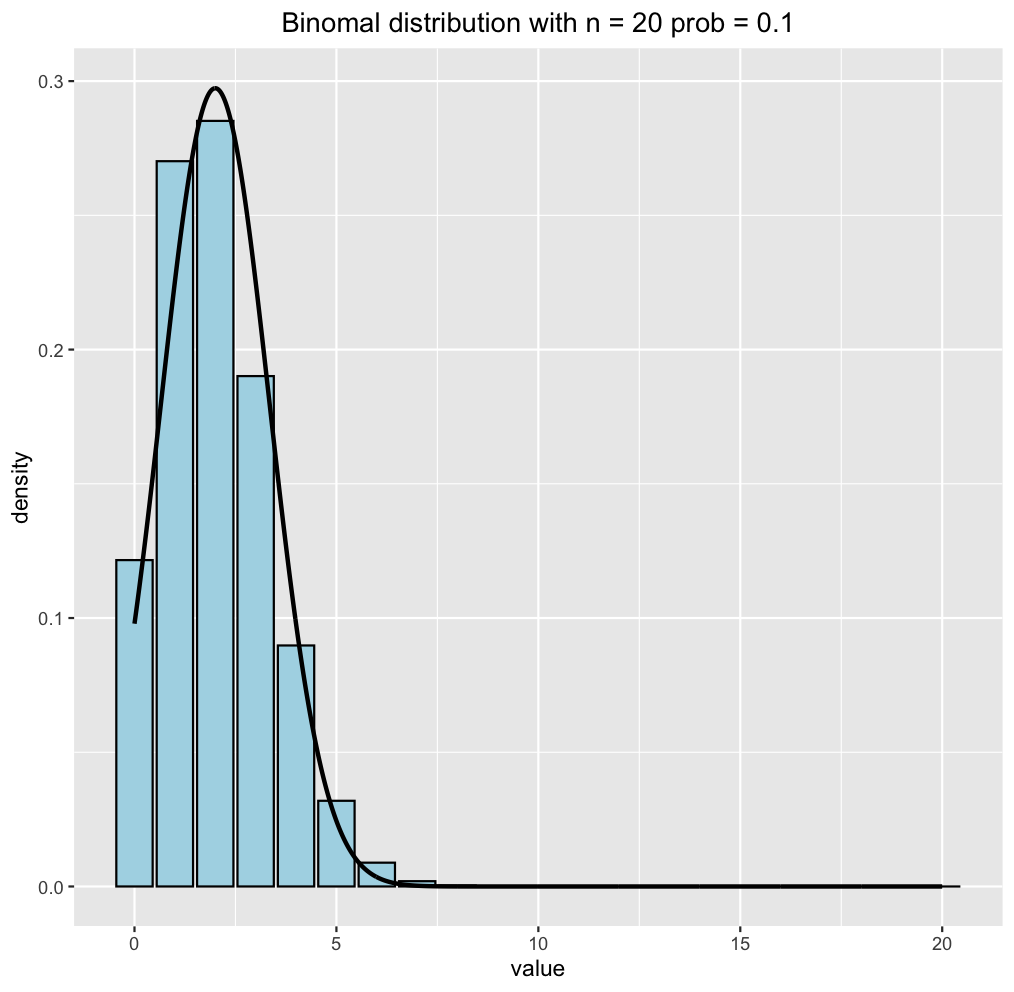 Binomal distribution with n = 20 prob = 0.1
density
0.3
0.2
0.1
0.0
0 5 10 15 20
value